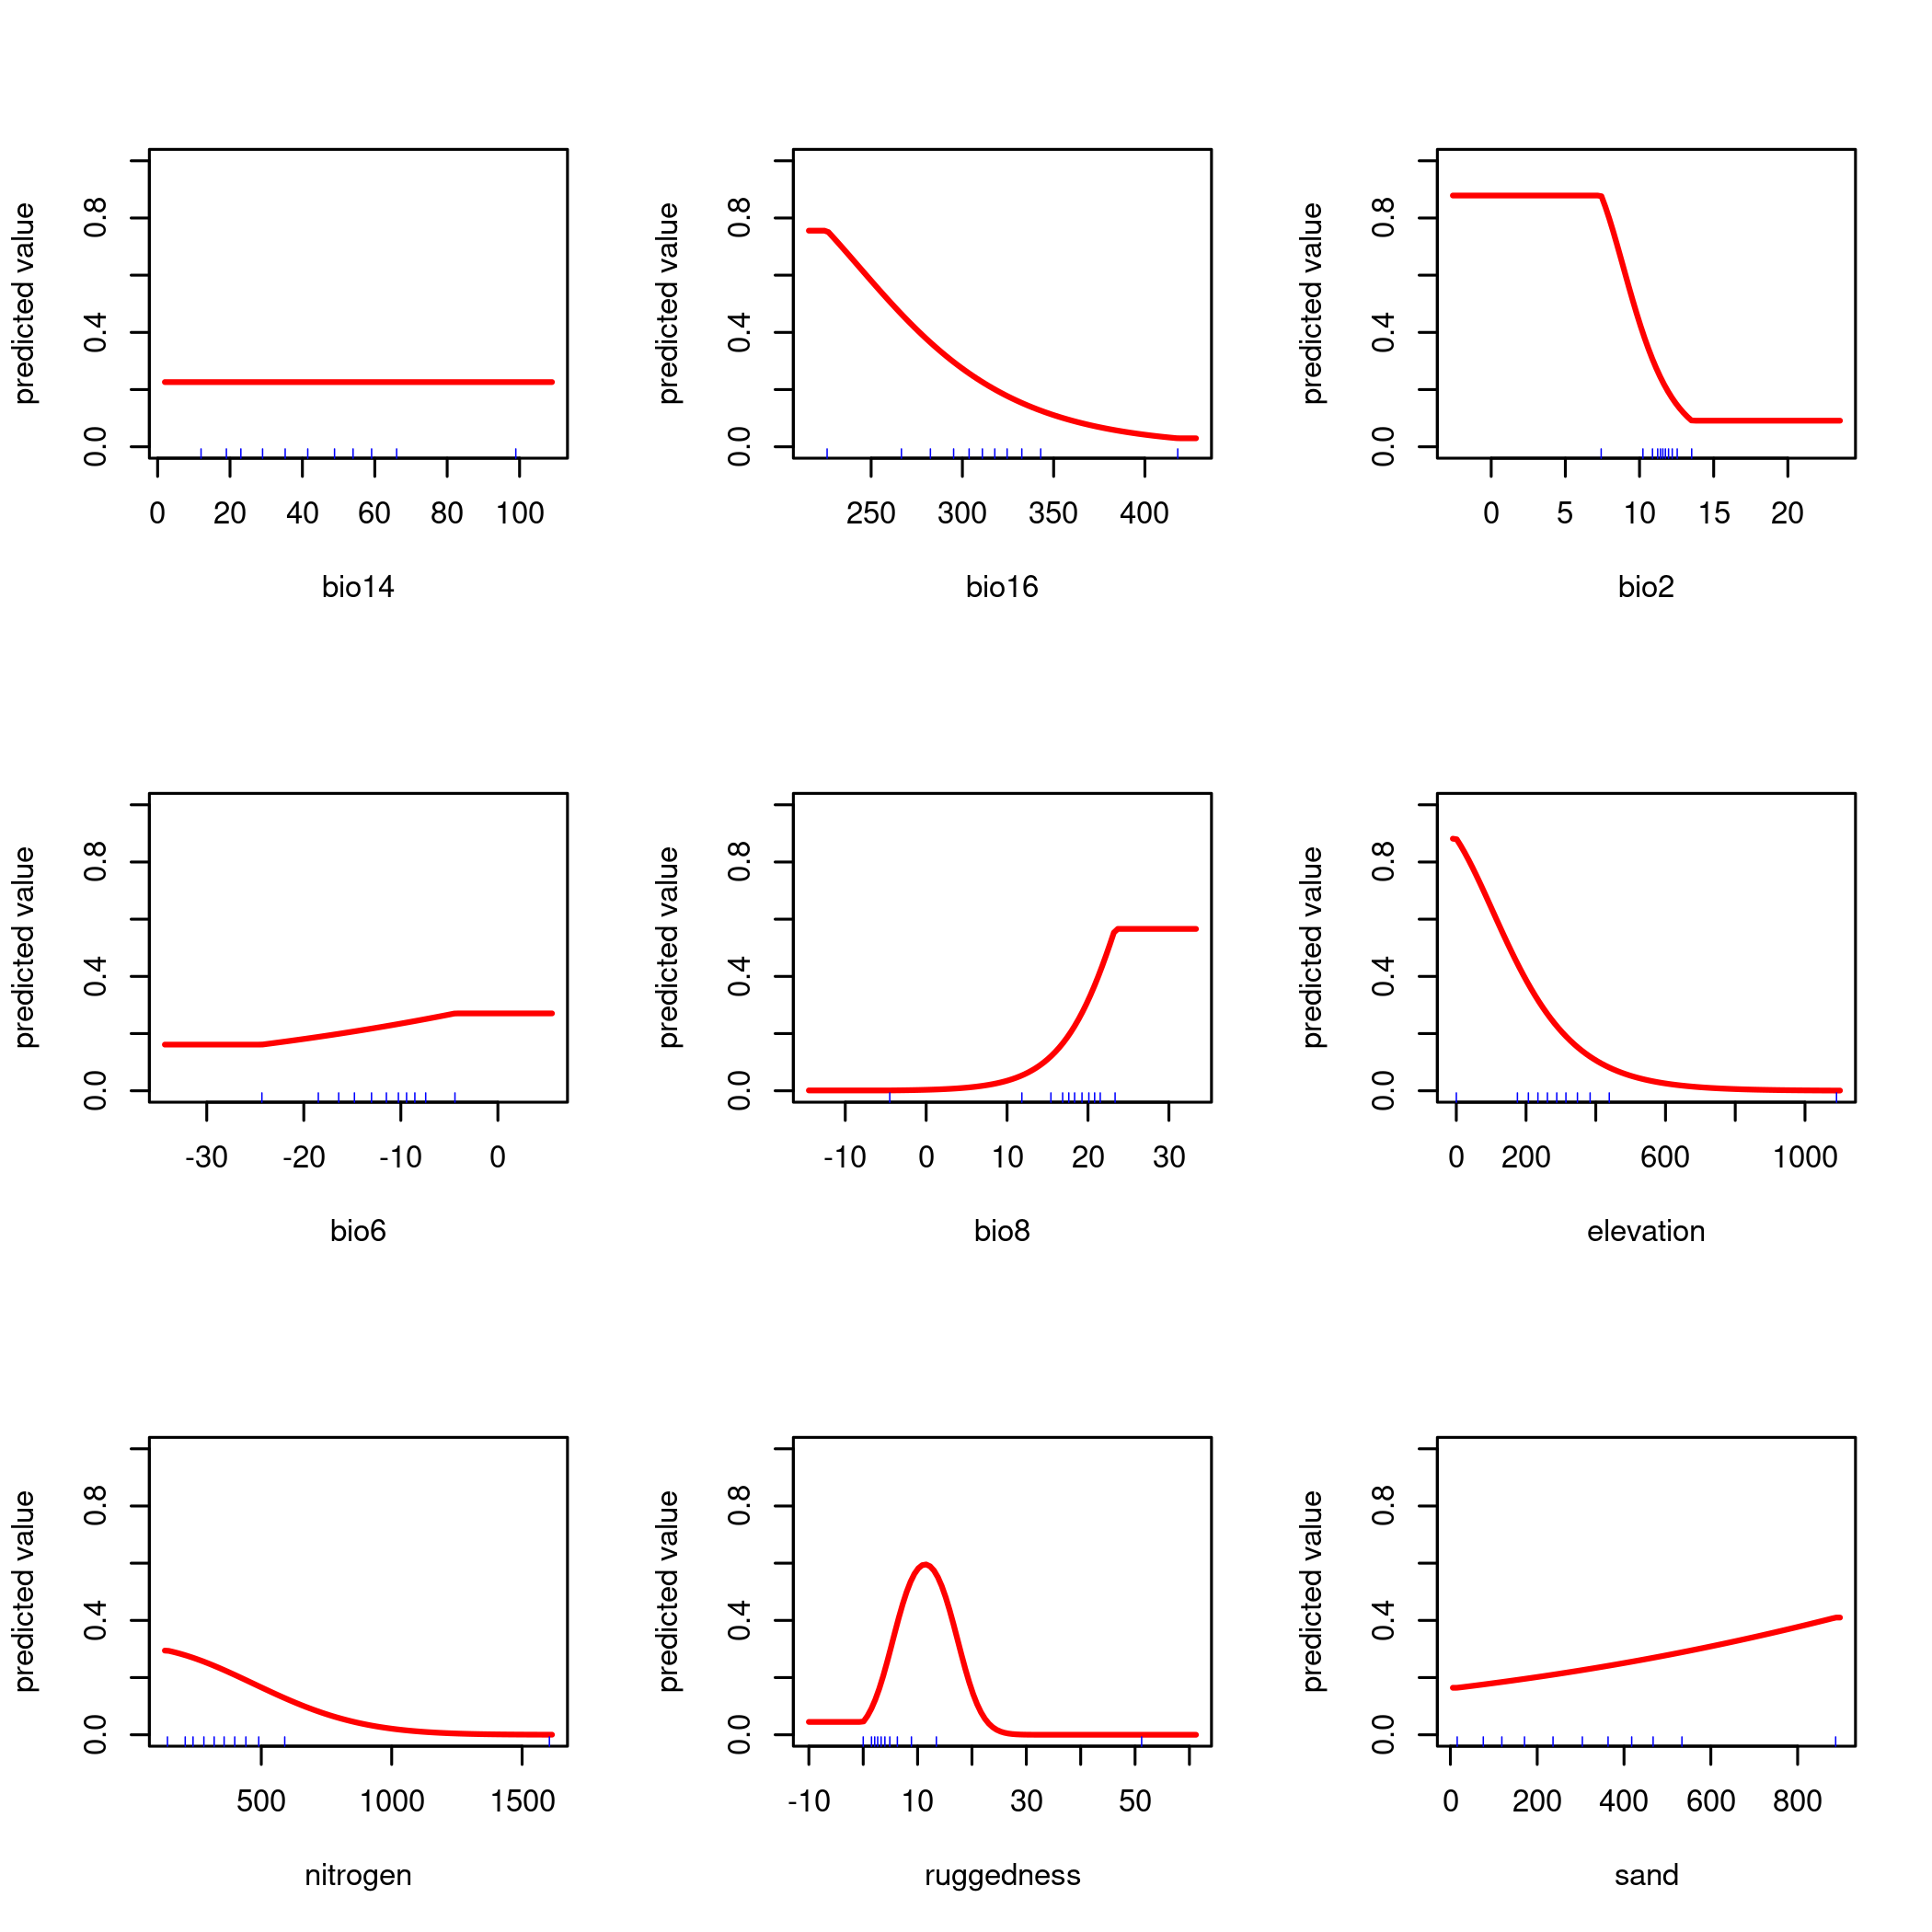 predicted value
0.0 0.4 0.8
0 20 40 60 80 100
bio14
predicted value
0.0 0.4 0.8
250 300 350 400
bio16
predicted value
0.0 0.4 0.8
0 5 10 15 20
bio2
predicted value
0.0 0.4 0.8
-30 -20 -10 0
bio6
predicted value
0.0 0.4 0.8
-10 0 10 20 30
bio8
predicted value
0.0 0.4 0.8
0 200 600 1000
elevation
predicted value
0.0 0.4 0.8
500 1000 1500
nitrogen
predicted value
0.0 0.4 0.8
-10 10 30 50
ruggedness
predicted value
0.0 0.4 0.8
0 200 400 600 800
sand